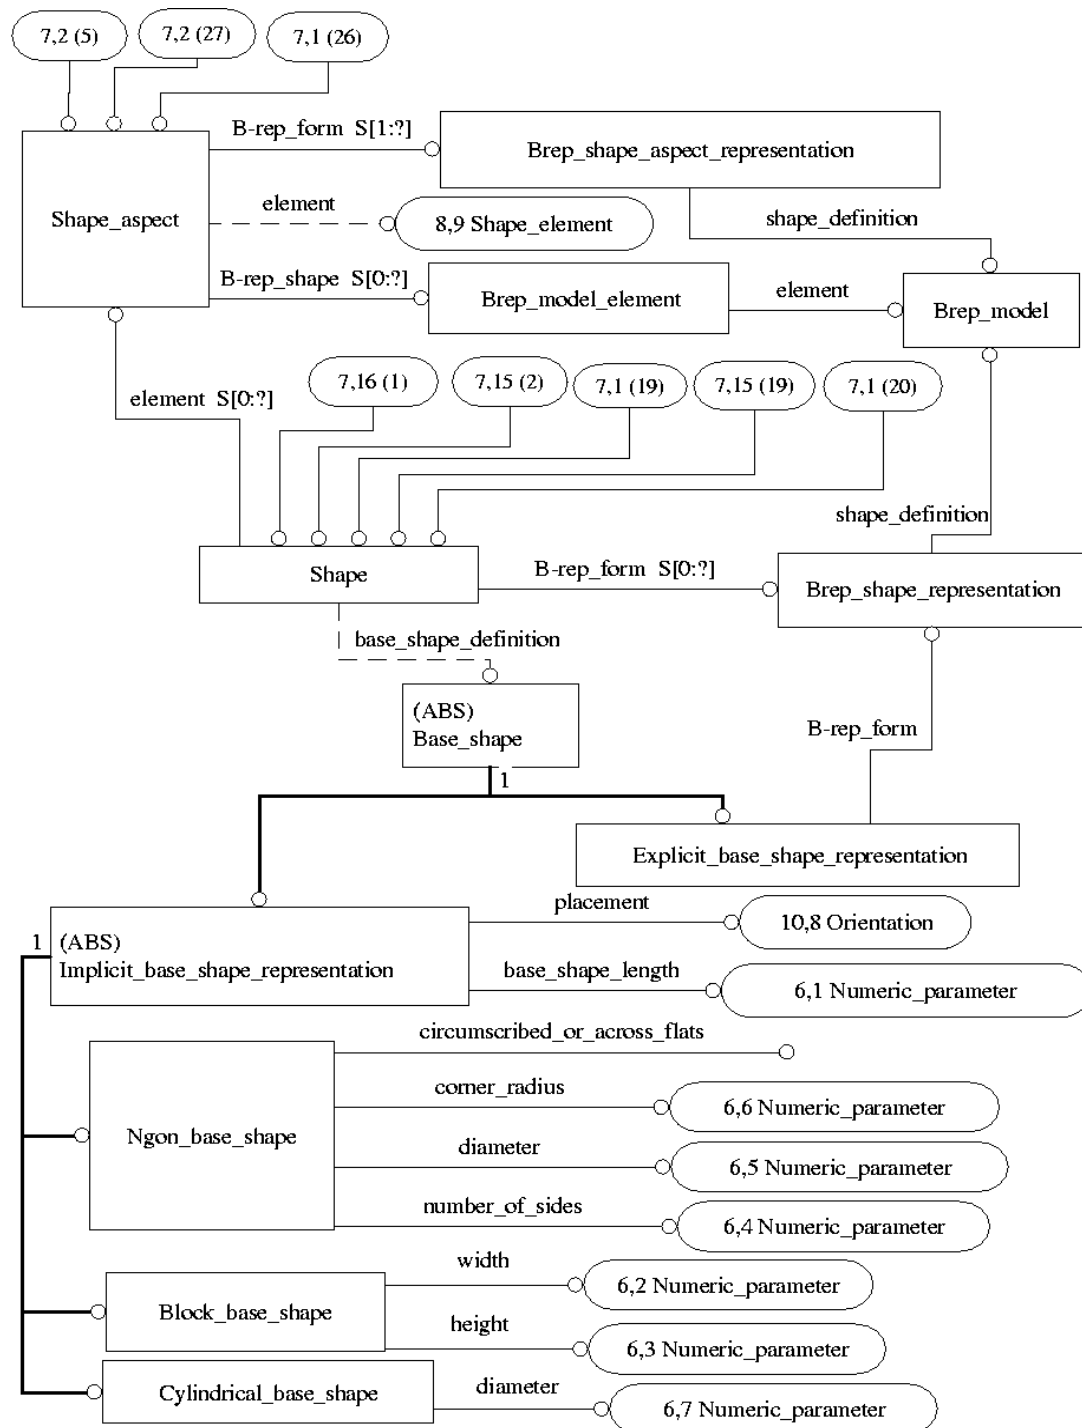 7,2 (5)
7,2 (27)
7,1 (26)
B-rep_form S[1:?]
Brep_shape_aspect_representation
Shape_aspect
element
8,9 Shape_element
shape_definition
B-rep_shape S[0:?]
Brep_model_element
element
Brep_model
element S[0:?]
7,16 (1)
7,15 (2)
7,1 (19)
7,15 (19)
7,1 (20)
shape_definition
Shape
B-rep_form S[0:?]
Brep_shape_representation
base_shape_definition
(ABS)
Base_shape
B-rep_form
1
Explicit_base_shape_representation
placement
10,8 Orientation
1
(ABS)
Implicit_base_shape_representation
base_shape_length
6,1 Numeric_parameter
circumscribed_or_across_flats
corner_radius
6,6 Numeric_parameter
Ngon_base_shape
diameter
6,5 Numeric_parameter
number_of_sides
6,4 Numeric_parameter
width
6,2 Numeric_parameter
Block_base_shape
height
6,3 Numeric_parameter
Cylindrical_base_shape
diameter
6,7 Numeric_parameter